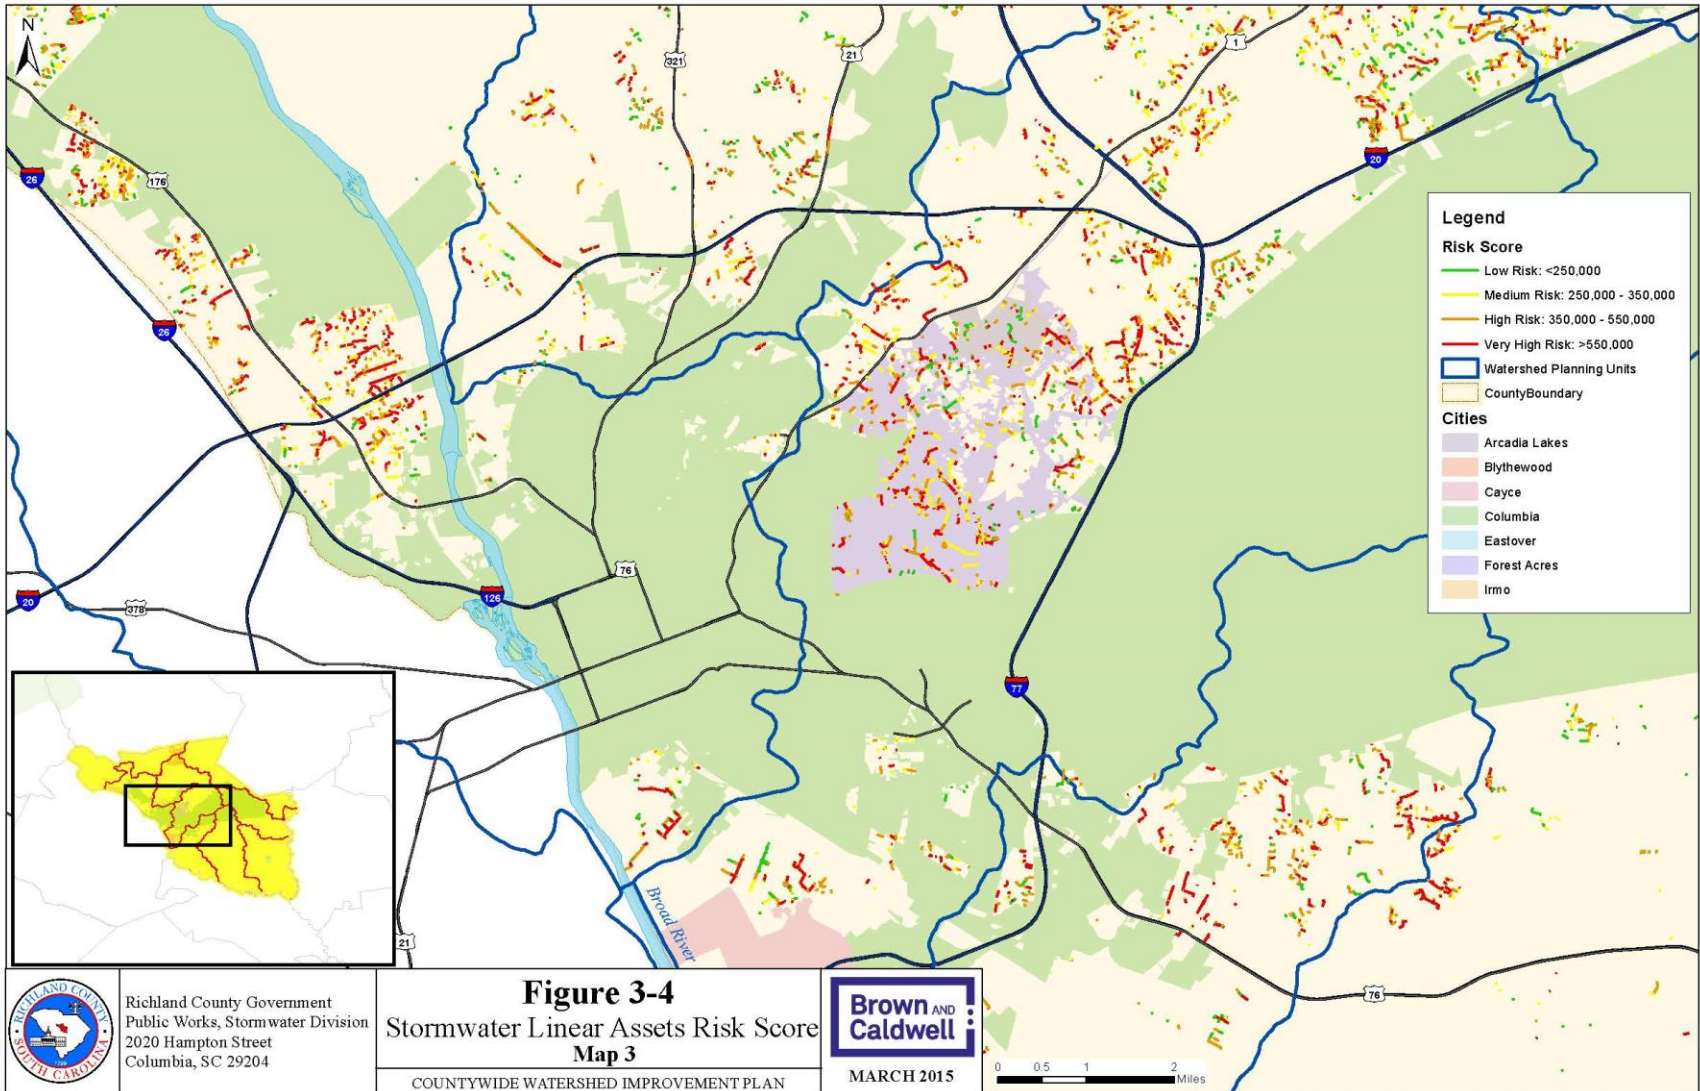 N
321
21
1
26
176
20
26
76
126
20
378
77
21
76
Broad River
Legend
Risk Score
Low Risk: <250,000
Medium Risk: 250,000 - 350,000
High Risk: 350,000 - 550,000
Very High Risk: >550,000
Watershed Planning Units
CountyBoundary
Cities
Arcadia Lakes
Blythewood
Cayce
Columbia
Eastover
Forest Acres
Irmo
RICHLAND COUNTY
SOUTH CAROLINA
Richland County Government
Public Works, Stormwater Division
2020 Hampton Street
Columbia, SC 29204
Figure 3-4
Stormwater Linear Assets Risk Score
Map 3
COUNTYWIDE WATERSHED IMPROVEMENT PLAN
Brown AND
Caldwell
MARCH 2015
0 0.5 1 2
Miles